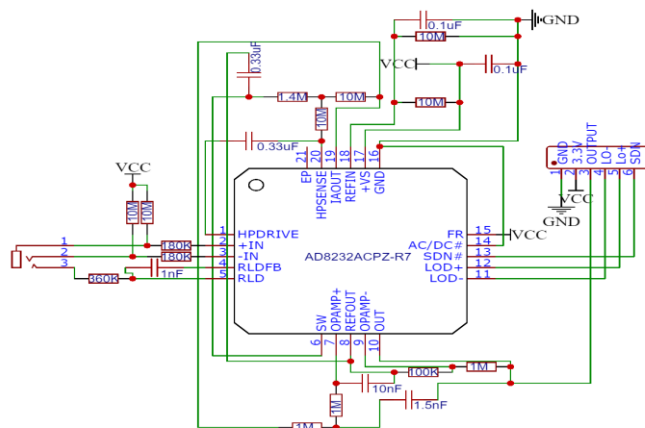 0.1uF
GND
10M
0.33uF
VCC
0.1uF
1.4M
10M
10M
10M
0.33uF
21 20 19 18 17 16
EP HPSENSE IAOUT REFIN +VS GND
GND 3.3V OUTPUT LO- Lo+ SDN
1 2 3 4 5 6
VCC
GND
VCC
10M 10M
1 HPDRIVE
2 +IN
3 -IN
4 RLDFB
5 RLD
AD8232ACPZ-R7
FR 15 VCC
AC/DC# 14
SDN# 13
LOD+ 12
LOD- 11
1 180K
2 180K
3
360K 1nF
SW OPAMP+ REFOUT OPAMP- OUT
6 7 8 9 10
1M
100K
10nF
1M
1.5nF
1M